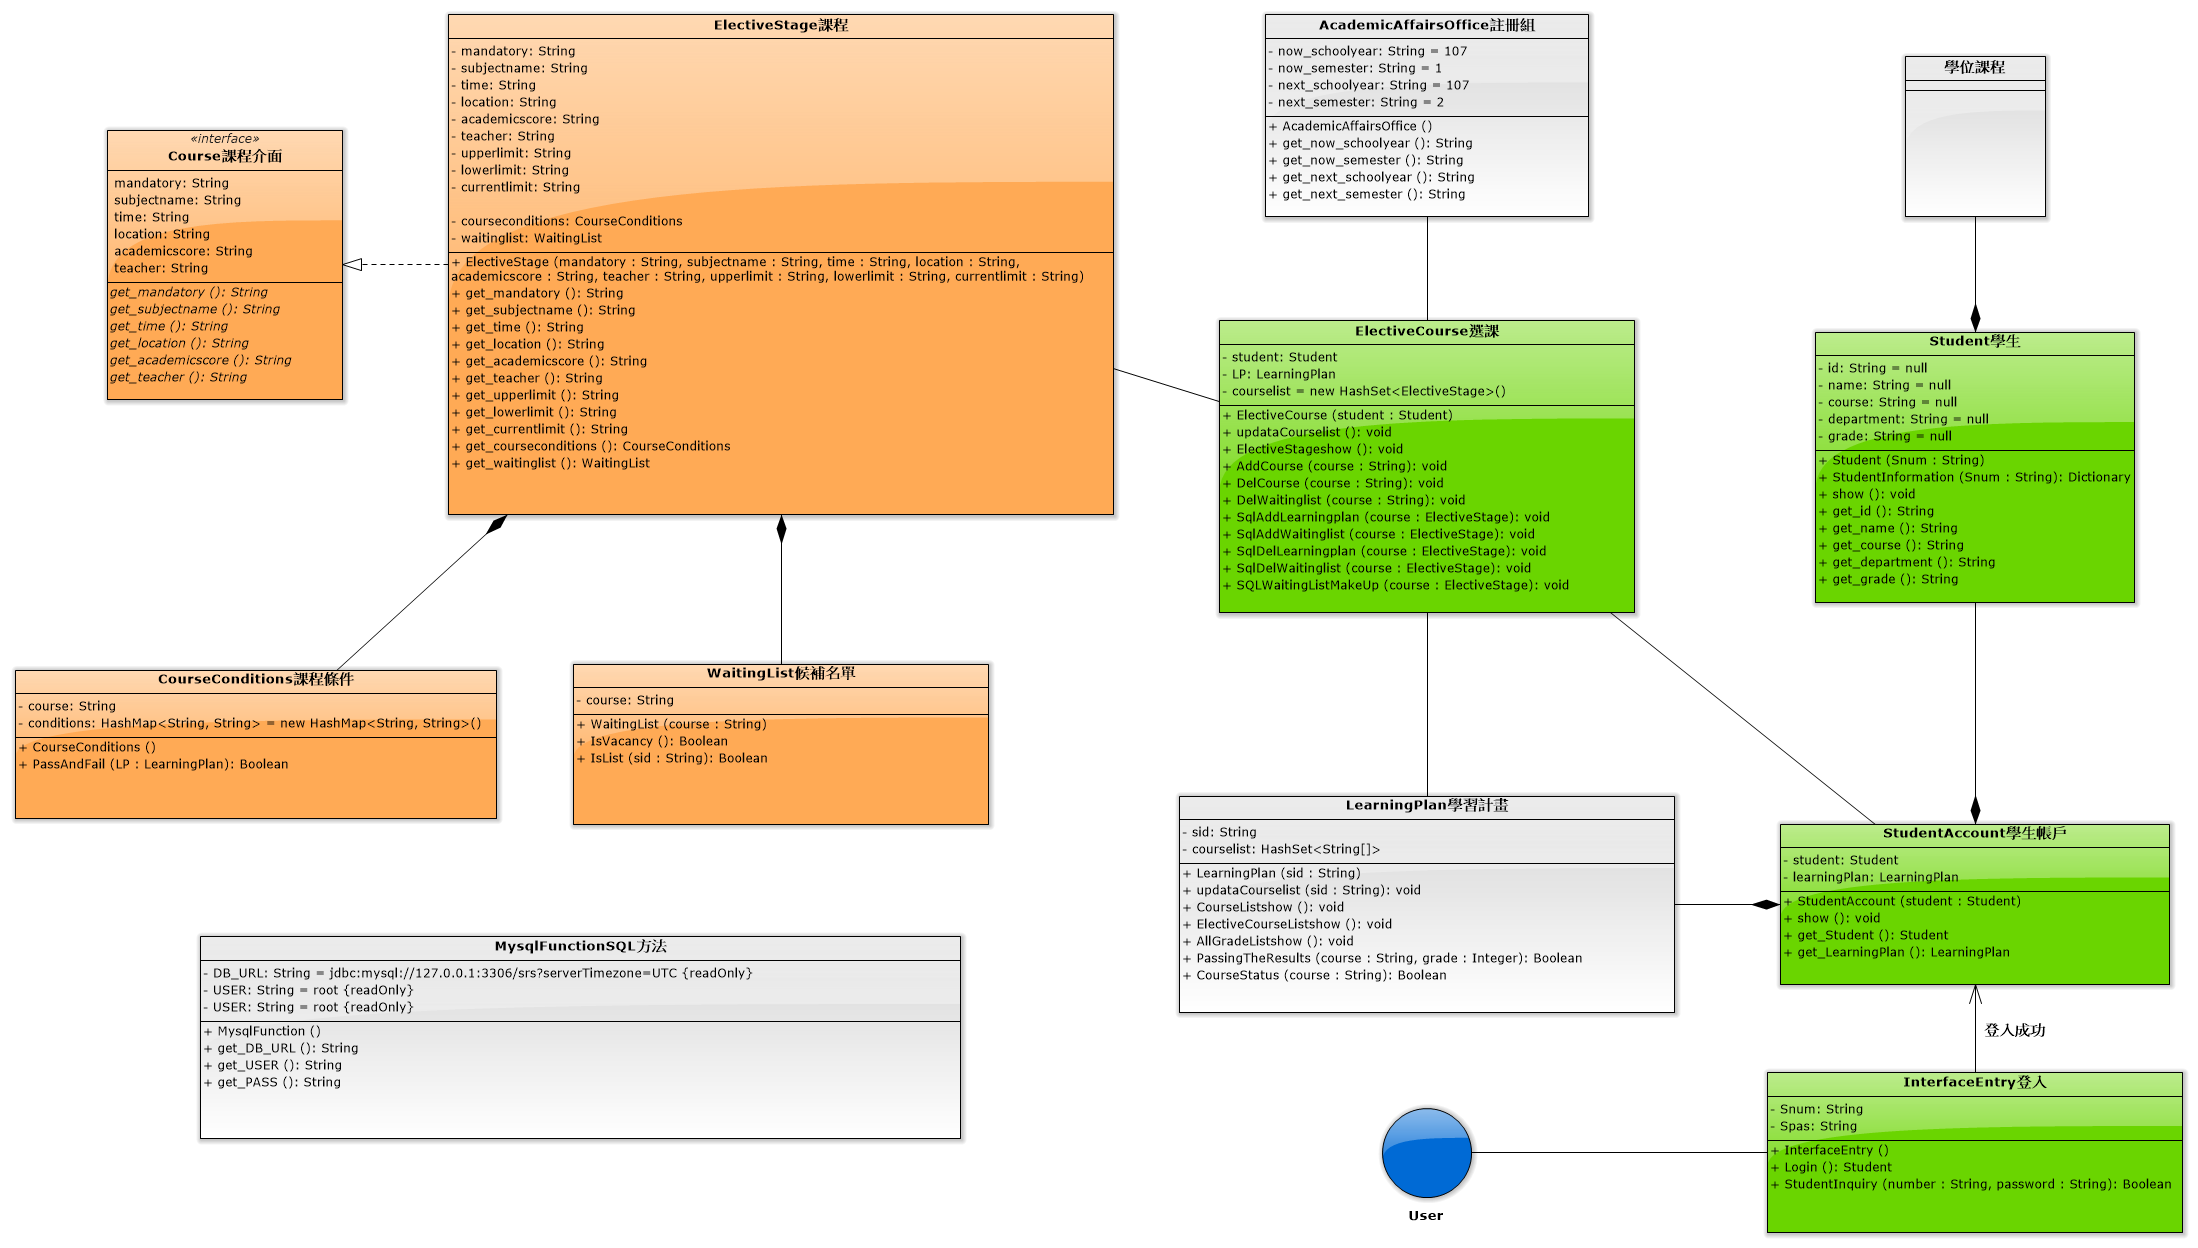 ElectiveStage課程
- mandatory: String
- subjectname: String
- time: String
- location: String
- academicscore: String
- teacher: String
- upperlimit: String
- lowerlimit: String
- currentlimit: String
- courseconditions: CourseConditions
- waitinglist: WaitingList
+ ElectiveStage (mandatory : String, subjectname : String, time : String, location : String,
academicscore : String, teacher : String, upperlimit : String, lowerlimit : String, currentlimit : String)
+ get_mandatory (): String
+ get_subjectname (): String
+ get_time (): String
+ get_location (): String
+ get_academicscore (): String
+ get_teacher (): String
+ get_upperlimit (): String
+ get_lowerlimit (): String
+ get_currentlimit (): String
+ get_courseconditions (): CourseConditions
+ get_waitinglist (): WaitingList
AcademicAffairsOffice註冊組
- now_schoolyear: String = 107
- now_semester: String = 1
- next_schoolyear: String = 107
- next_semester: String = 2
+ AcademicAffairsOffice ()
+ get_now_schoolyear (): String
+ get_now_semester (): String
+ get_next_schoolyear (): String
+ get_next_semester (): String
學位課程
«interface»
Course課程介面
mandatory: String
subjectname: String
time: String
location: String
academicscore: String
teacher: String
get_mandatory (): String
get_subjectname (): String
get_time (): String
get_location (): String
get_academicscore (): String
get_teacher (): String
ElectiveCourse選課
- student: Student
- LP: LearningPlan
- courselist = new HashSet<ElectiveStage>()
+ ElectiveCourse (student : Student)
+ updataCourselist (): void
+ ElectiveStageshow (): void
+ AddCourse (course : String): void
+ DelCourse (course : String): void
+ DelWaitinglist (course : String): void
+ SqlAddLearningplan (course : ElectiveStage): void
+ SqlAddWaitinglist (course : ElectiveStage): void
+ SqlDelLearningplan (course : ElectiveStage): void
+ SqlDelWaitinglist (course : ElectiveStage): void
+ SQLWaitingListMakeUp (course : ElectiveStage): void
Student學生
- id: String = null
- name: String = null
- course: String = null
- department: String = null
- grade: String = null
+ Student (Snum : String)
+ StudentInformation (Snum : String): Dictionary
+ show (): void
+ get_id (): String
+ get_name (): String
+ get_course (): String
+ get_department (): String
+ get_grade (): String
CourseConditions課程條件
- course: String
- conditions: HashMap<String, String> = new HashMap<String, String>()
+ CourseConditions ()
+ PassAndFail (LP : LearningPlan): Boolean
WaitingList候補名單
- course: String
+ WaitingList (course : String)
+ IsVacancy (): Boolean
+ IsList (sid : String): Boolean
LearningPlan學習計畫
- sid: String
- courselist: HashSet<String[]>
+ LearningPlan (sid : String)
+ updataCourselist (sid : String): void
+ CourseListshow (): void
+ ElectiveCourseListshow (): void
+ AllGradeListshow (): void
+ PassingTheResults (course : String, grade : Integer): Boolean
+ CourseStatus (course : String): Boolean
StudentAccount學生帳戶
- student: Student
- learningPlan: LearningPlan
+ StudentAccount (student : Student)
+ show (): void
+ get_Student (): Student
+ get_LearningPlan (): LearningPlan
登入成功
MysqlFunctionSQL方法
- DB_URL: String = jdbc:mysql://127.0.0.1:3306/srs?serverTimezone=UTC {readOnly}
- USER: String = root {readOnly}
- USER: String = root {readOnly}
+ MysqlFunction ()
+ get_DB_URL (): String
+ get_USER (): String
+ get_PASS (): String
InterfaceEntry登入
- Snum: String
- Spas: String
+ InterfaceEntry ()
+ Login (): Student
+ StudentInquiry (number : String, password : String): Boolean
User